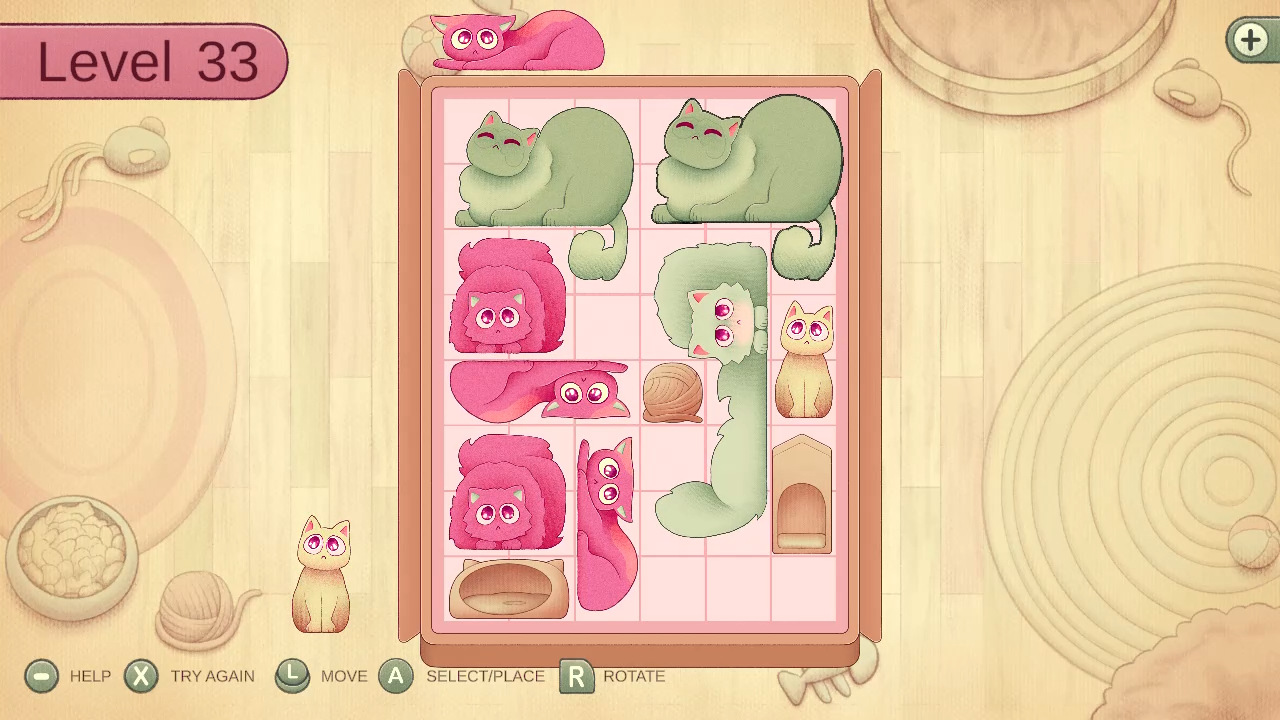 Level 33
HELP
X TRY AGAIN
L MOVE
A SELECT/PLACE
R ROTATE